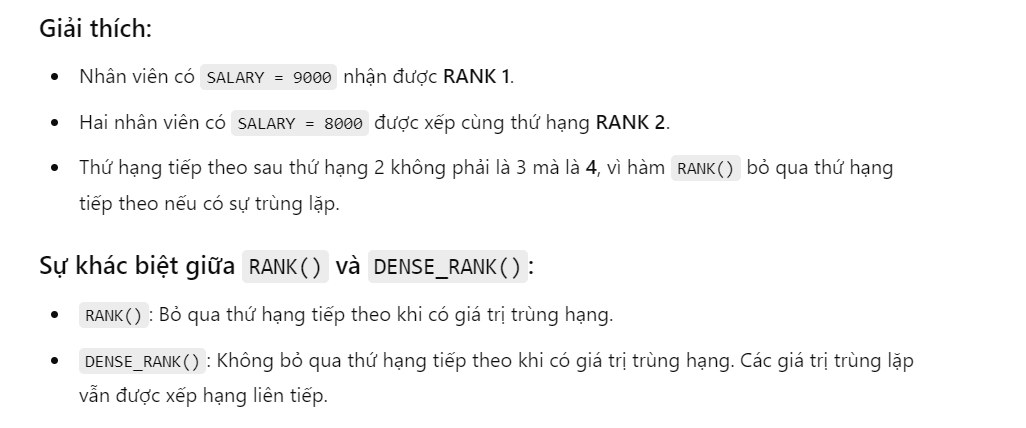 Giải thích:
• Nhân viên có SALARY = 9000 nhận được RANK 1.
• Hai nhân viên có SALARY = 8000 được xếp cùng thứ hạng RANK 2.
• Thứ hạng tiếp theo sau thứ hạng 2 không phải là 3 mà là 4, vì hàm RANK() bỏ qua thứ hạng
tiếp theo nếu có sự trùng lặp.
Sự khác biệt giữa RANK() và DENSE_RANK():
• RANK(): Bỏ qua thứ hạng tiếp theo khi có giá trị trùng hạng.
• DENSE_RANK(): Không bỏ qua thứ hạng tiếp theo khi có giá trị trùng hạng. Các giá trị trùng lặp
vẫn được xếp hạng liên tiếp.